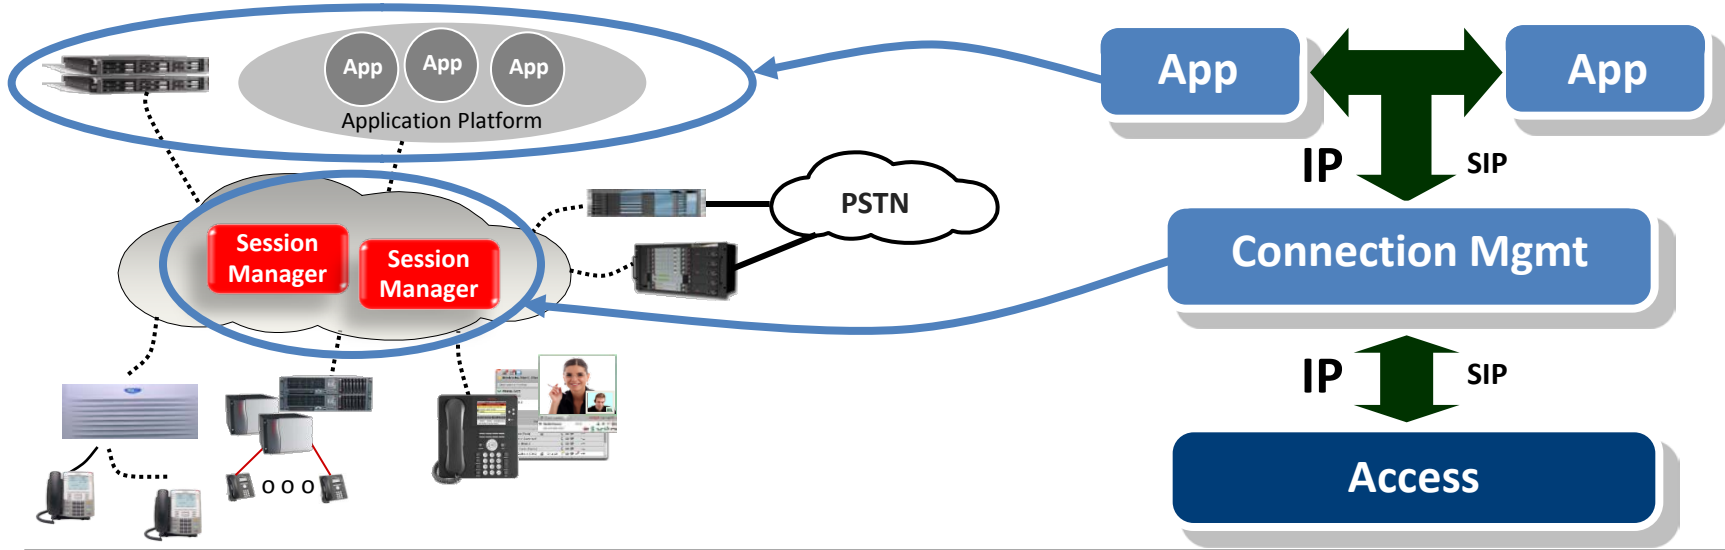 App
App
App
Application Platform
Session
Manager
Session
Manager
PSTN
o o o
App
App
IP
SIP
Connection Mgmt
IP
SIP
Access